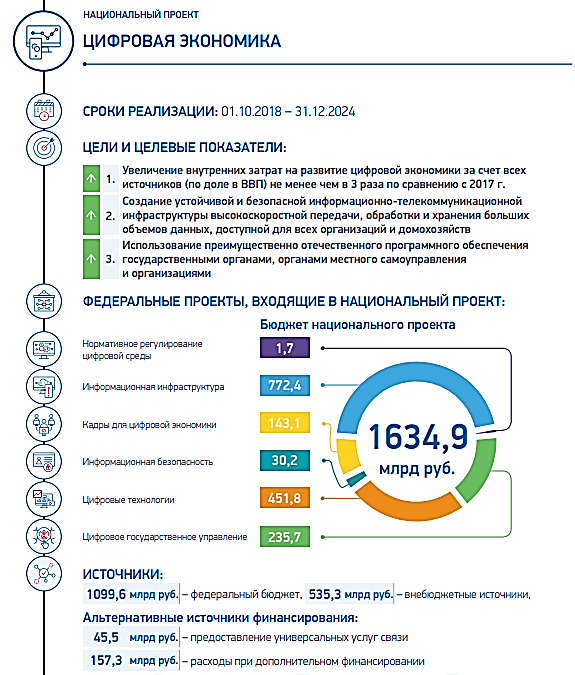 НАЦИОНАЛЬНЫЙ ПРОЕКТ
ЦИФРОВАЯ ЭКОНОМИКА
СРОКИ РЕАЛИЗАЦИИ: 01.10.2018 – 31.12.2024
ЦЕЛИ И ЦЕЛЕВЫЕ ПОКАЗАТЕЛИ:
1. Увеличение внутренних затрат на развитие цифровой экономики за счет всех
источников (по доле в ВВП) не менее чем в 3 раза по сравнению с 2017 г.
2. Создание устойчивой и безопасной информационно-телекоммуникационной
инфраструктуры высокоскоростной передачи, обработки и хранения больших
объемов данных, доступной для всех организаций и домохозяйств
3. Использование преимущественно отечественного программного обеспечения
государственными органами, органами местного самоуправления
и организациями
ФЕДЕРАЛЬНЫЕ ПРОЕКТЫ, ВХОДЯЩИЕ В НАЦИОНАЛЬНЫЙ ПРОЕКТ:
Бюджет национального проекта
Нормативное регулирование
цифровой среды
1,7
Информационная инфраструктура
772,4
Кадры для цифровой экономики
143,1
Информационная безопасность
30,2
Цифровые технологии
451,8
Цифровое государственное управление
235,7
1634,9
млрд руб.
ИСТОЧНИКИ:
1099,6 млрд руб. – федеральный бюджет, 535,3 млрд руб. – внебюджетные источники,
Альтернативные источники финансирования:
45,5 млрд руб. – предоставление универсальных услуг связи
157,3 млрд руб. – расходы при дополнительном финансировании